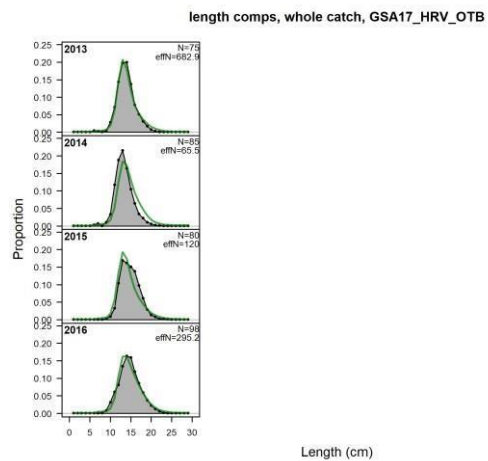 length comps, whole catch, GSA17_HRV_OTB
Proportion
0.25
2013
N=75
effN=682.9
0.20
0.15
0.10
0.05
0.00
0.25
2014
N=85
effN=65.5
0.20
0.15
0.10
0.05
0.00
0.25
2015
N=80
effN=120
0.20
0.15
0.10
0.05
0.00
0.25
2016
N=98
effN=295.2
0.20
0.15
0.10
0.05
0.00
0 5 10 15 20 25 30
Length (cm)